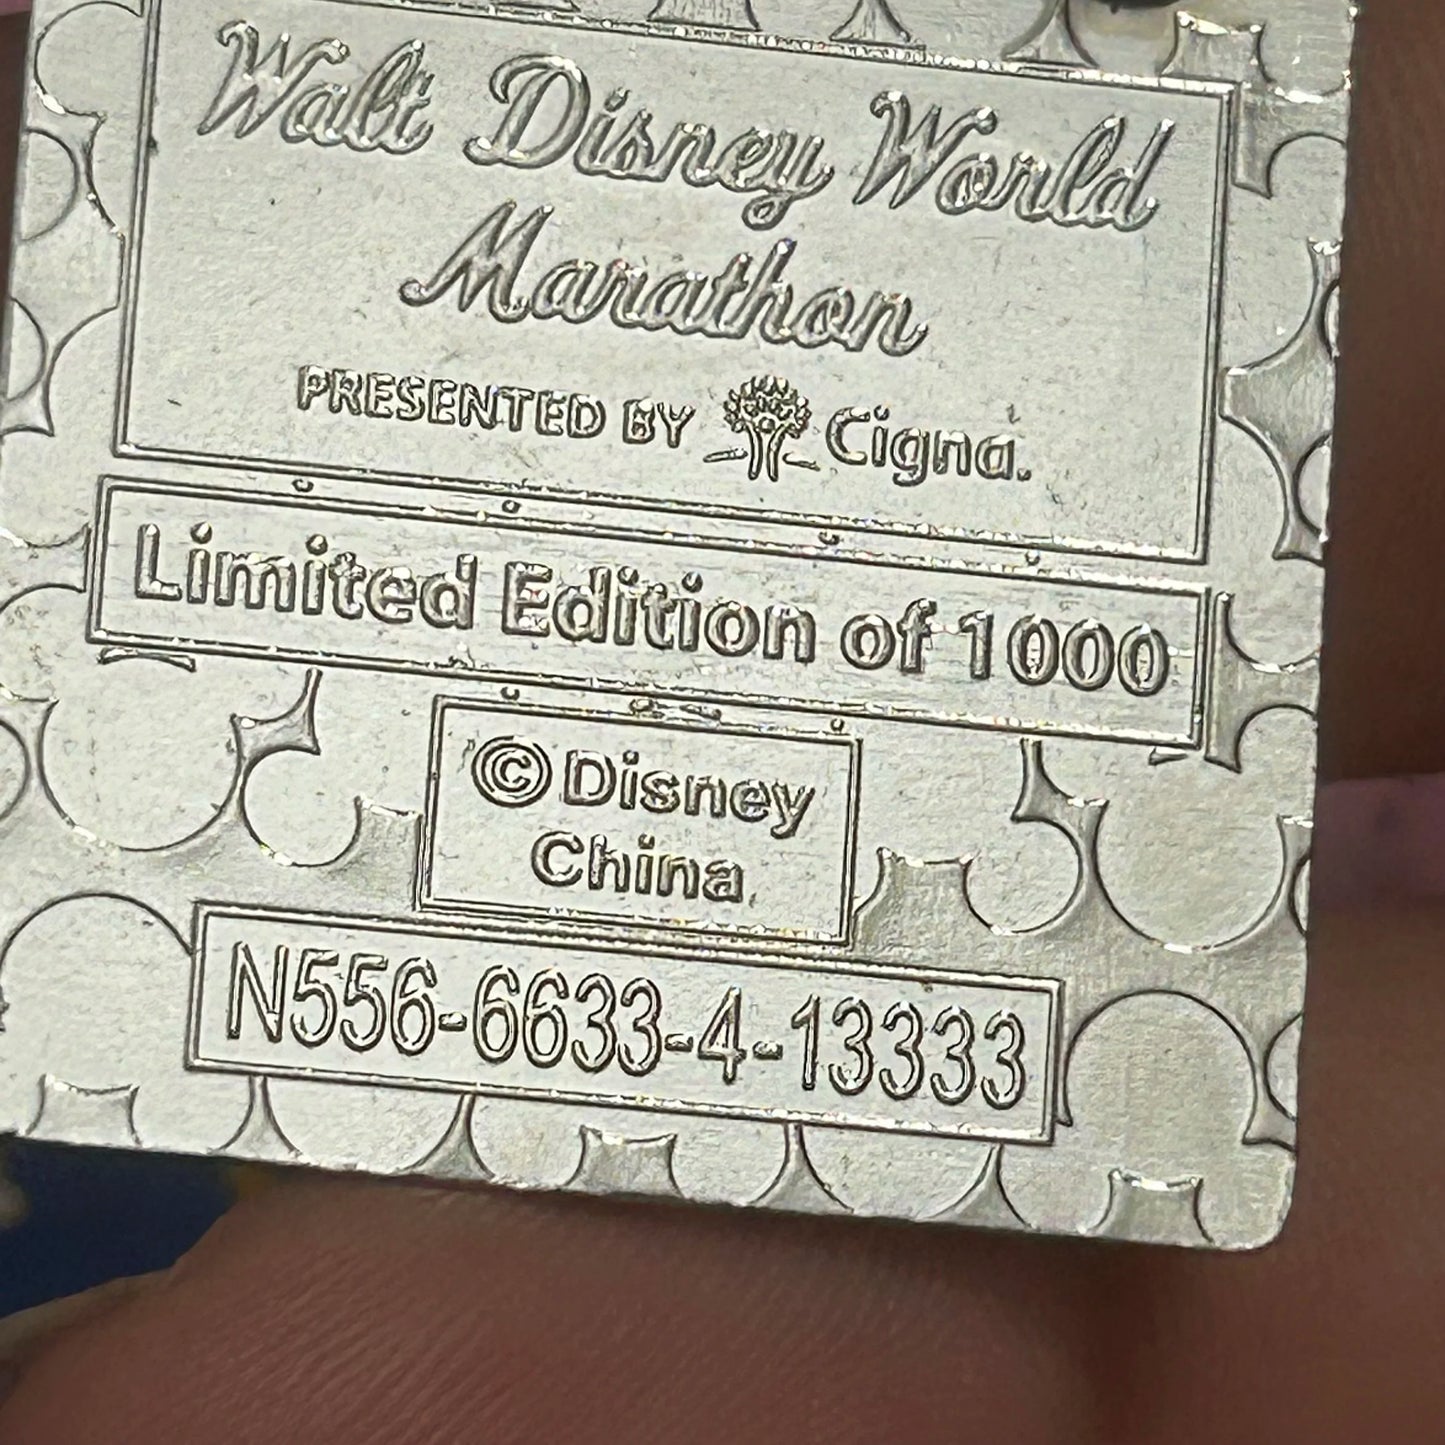 Walt Disney World
Marathon
PRESENTED BY Cigna.
Limited Edition of 1000
©Disney
China
N556-6633-4-13333